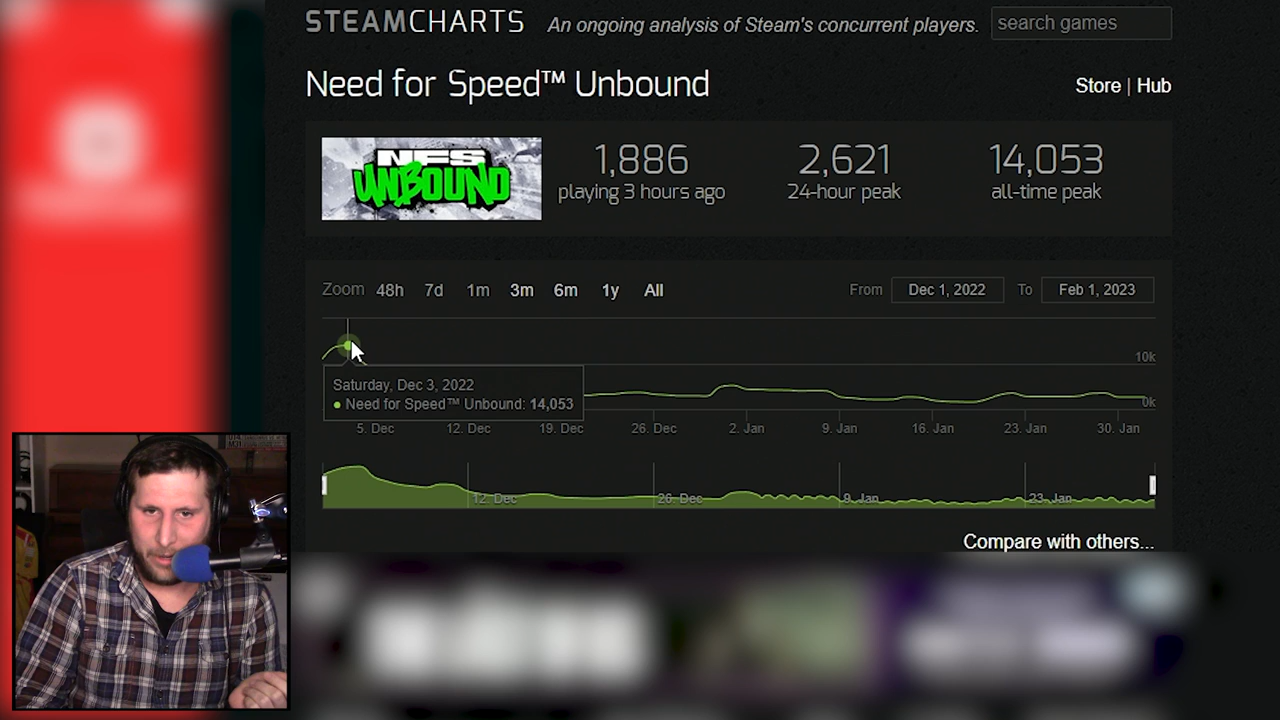 STEAMCHARTS An ongoing analysis of Steam's concurrent players. search games
Need for Speed™ Unbound Store | Hub
NFS
UNBOUND
1,886 2,621 14,053
playing 3 hours ago 24-hour peak all-time peak
Zoom 48h 7d 1m 3m 6m 1y All From Dec 1, 2022 To Feb 1, 2023
10k
Saturday, Dec 3, 2022
● Need for Speed™ Unbound: 14,053
0k
5. Dec 12. Dec 19. Dec 26. Dec 2. Jan 9. Jan 16. Jan 23. Jan 30. Jan
12. Dec 26. Dec 9. Jan 23. Jan
Compare with others...